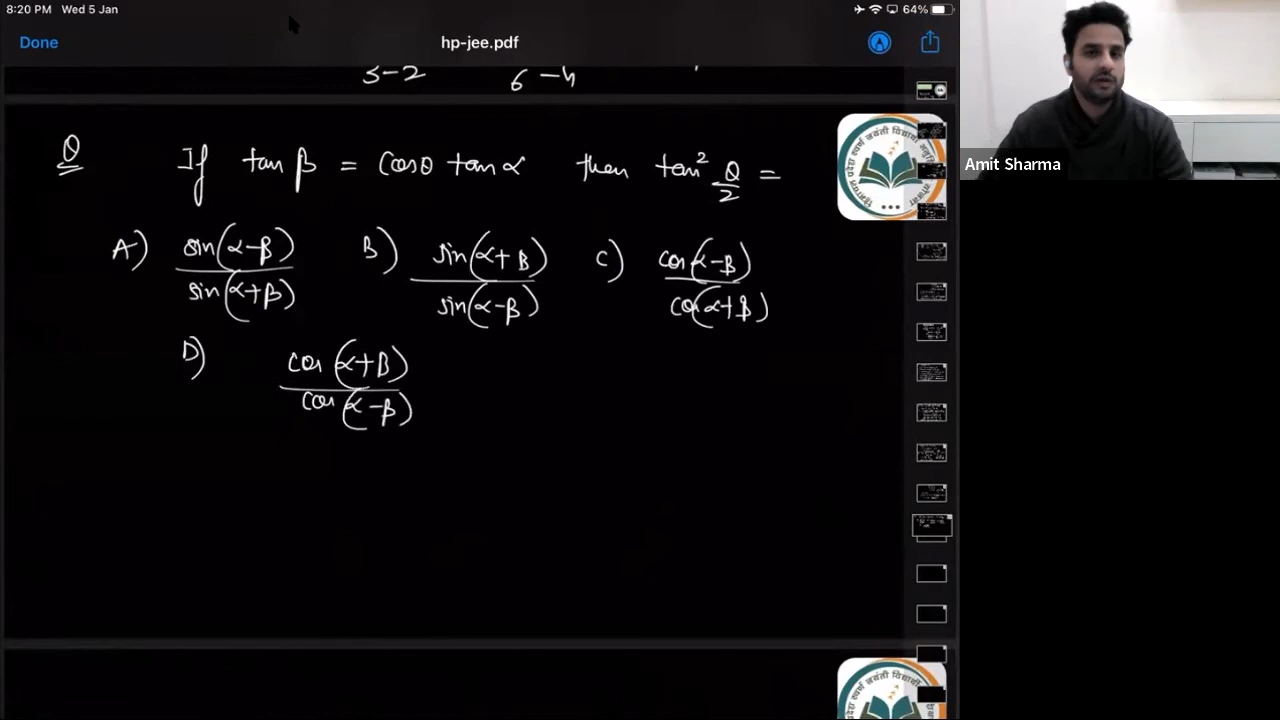 8:20 PM Wed 5 Jan
64%
Done
hp-jee.pdf
5-2 6-4
Q If tan β = cosθ tan α then tan² θ/2 =
A) sin(α-β)/sin(α+β) B) sin(α+β)/sin(α-β) C) cos(α-β)/cos(α+β)
D) cos(α+β)/cos(α-β)
Amit Sharma